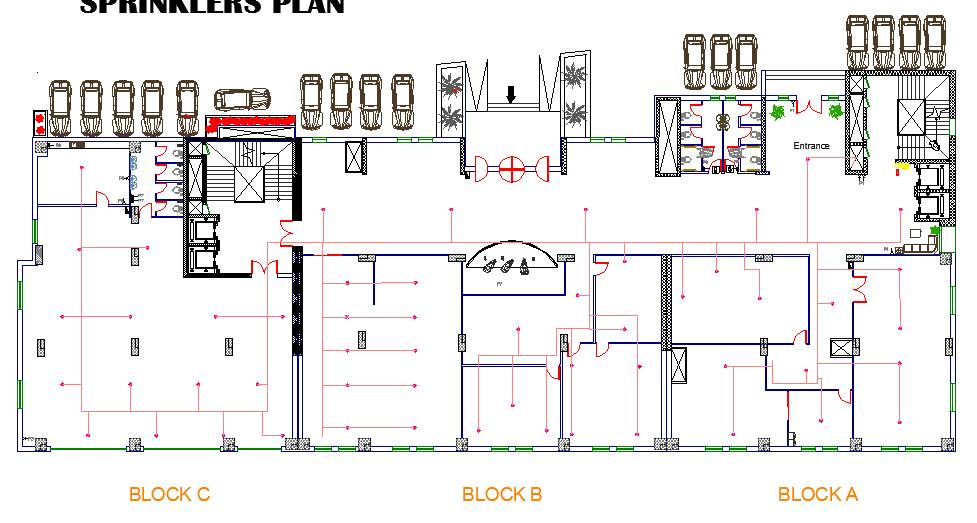 SPRINKLERS PLAN
Entrance
BLOCK C
BLOCK B
BLOCK A